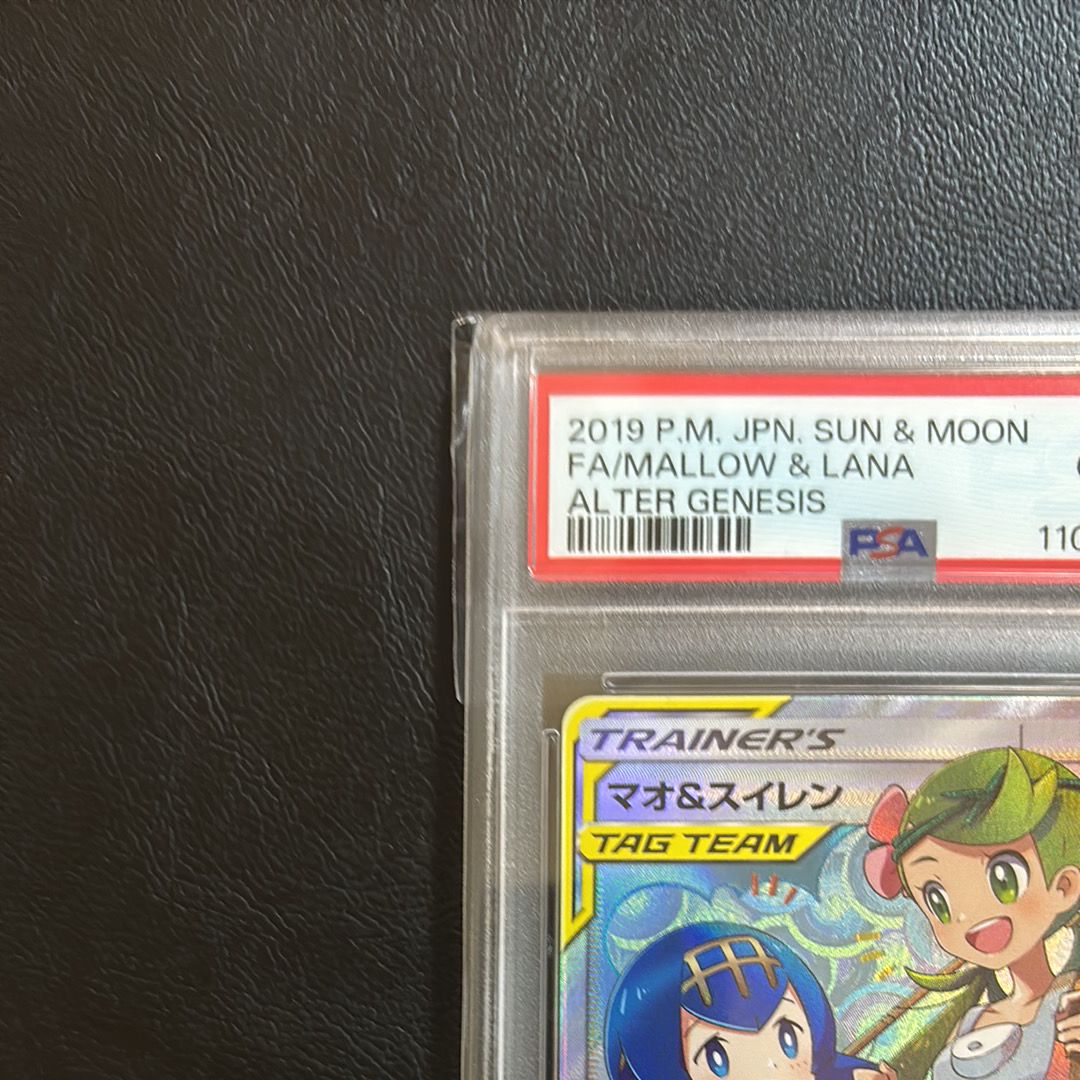 2019 P.M. JPN. SUN & MOON
FA/MALLOW & LANA
ALTER GENESIS
PSA
110
TRAINER'S
マオ&スイレン
TAG TEAM